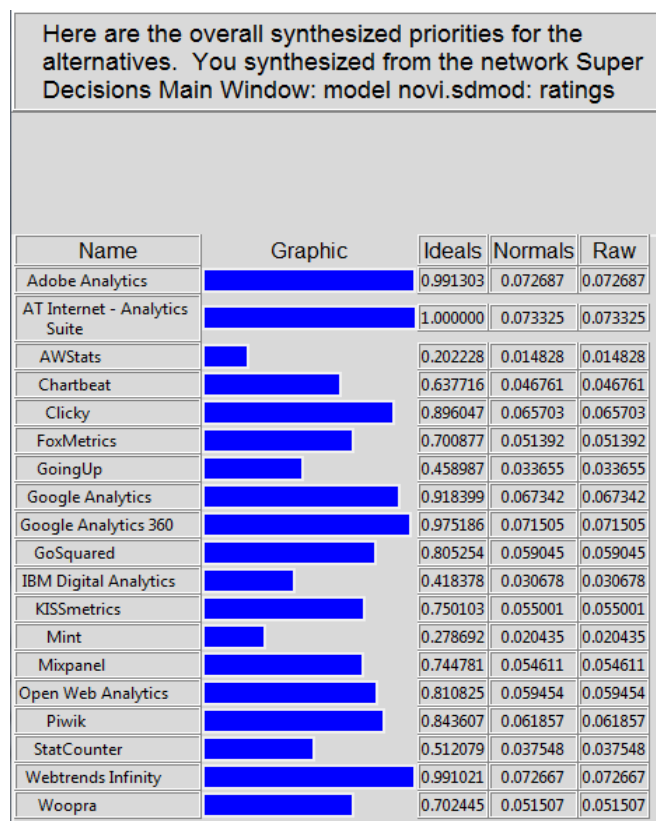 Here are the overall synthesized priorities for the
alternatives. You synthesized from the network Super
Decisions Main Window: model novi.sdmod: ratings
Name Graphic Ideals Normals Raw
Adobe Analytics 0.991303 0.072687 0.072687
AT Internet - Analytics
Suite 1.000000 0.073325 0.073325
AWStats 0.202228 0.014828 0.014828
Chartbeat 0.637716 0.046761 0.046761
Clicky 0.896047 0.065703 0.065703
FoxMetrics 0.700877 0.051392 0.051392
GoingUp 0.458987 0.033655 0.033655
Google Analytics 0.918399 0.067342 0.067342
Google Analytics 360 0.975186 0.071505 0.071505
GoSquared 0.805254 0.059045 0.059045
IBM Digital Analytics 0.418378 0.030678 0.030678
KISSmetrics 0.750103 0.055001 0.055001
Mint 0.278692 0.020435 0.020435
Mixpanel 0.744781 0.054611 0.054611
Open Web Analytics 0.810825 0.059454 0.059454
Piwik 0.843607 0.061857 0.061857
StatCounter 0.512079 0.037548 0.037548
Webtrends Infinity 0.991021 0.072667 0.072667
Woopra 0.702445 0.051507 0.051507